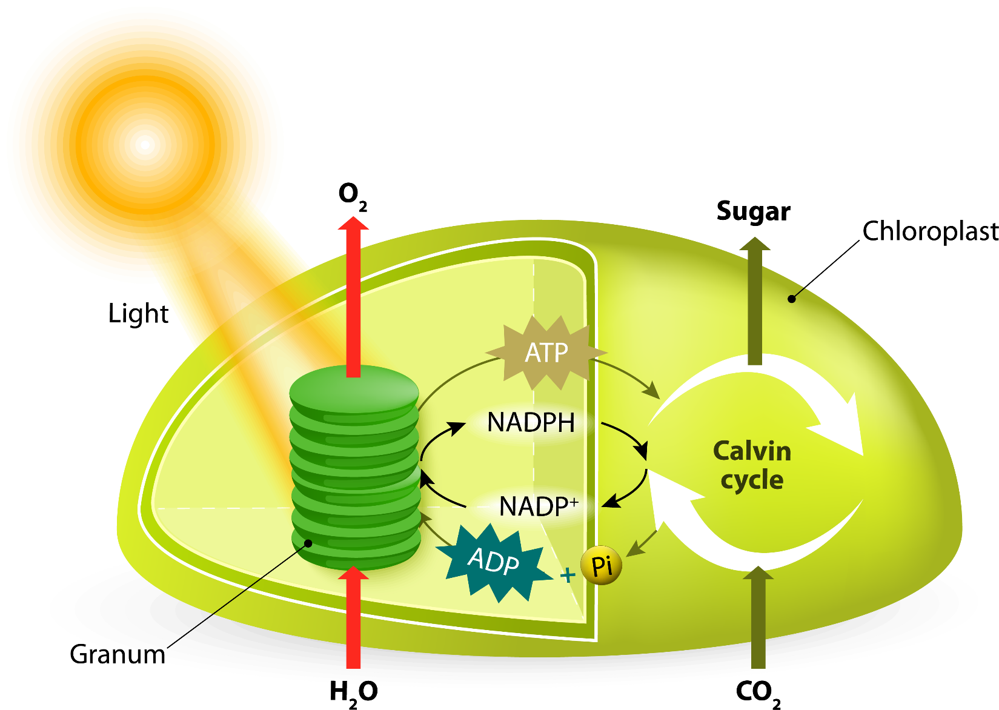 O₂
Sugar
Chloroplast
Light
ATP
NADPH
Calvin
cycle
NADP⁺
ADP
+
Pi
Granum
H₂O
CO₂